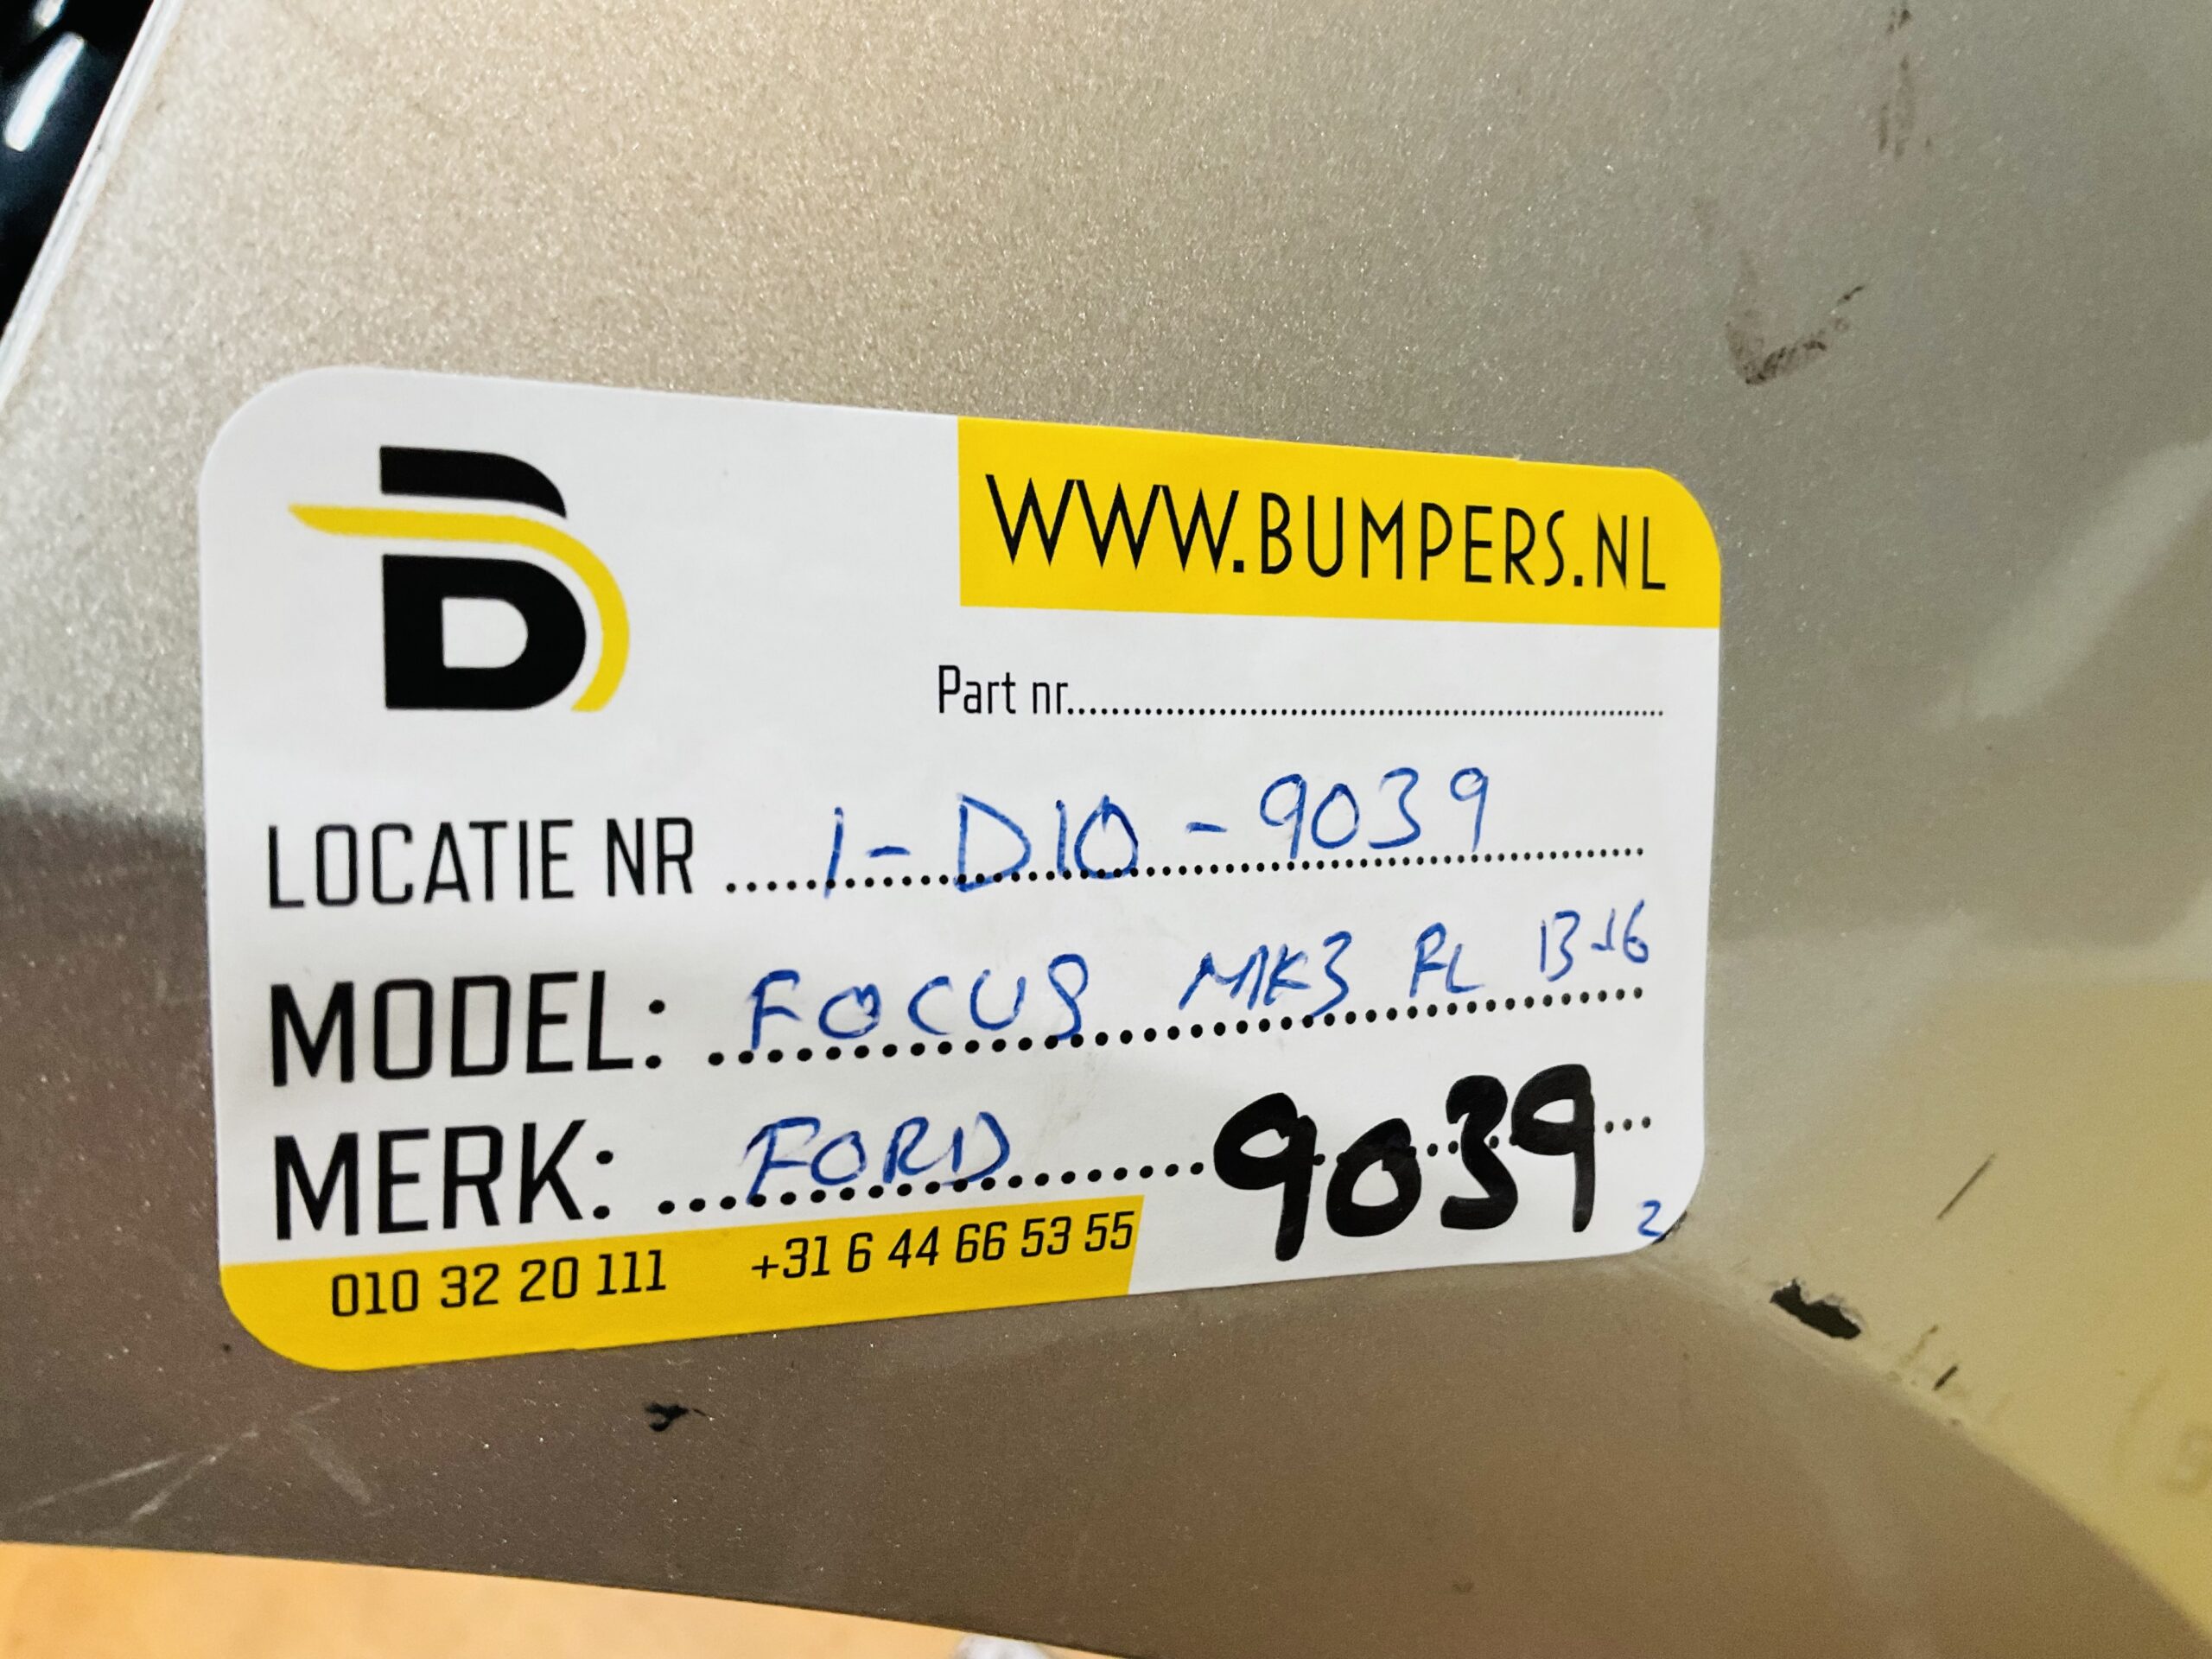 B
WWW.BUMPERS.NL
Part nr.
LOCATIE NR 1-D10-9039
MODEL: FOCUS MK3 FL 13-16
MERK: FORD 9039
2
010 32 20 111 +31 6 44 66 53 55